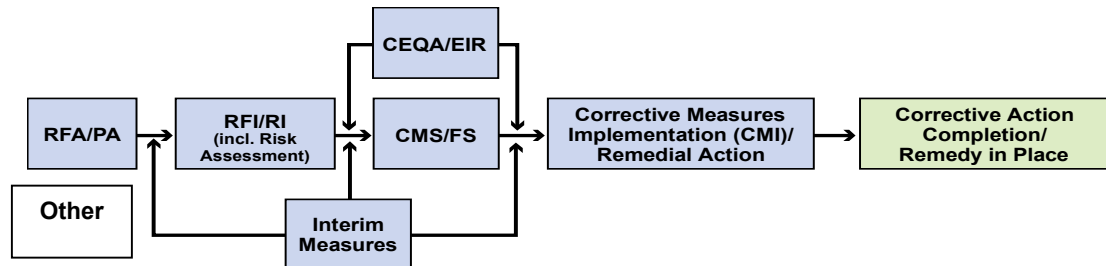 CEQA/EIR
RFA/PA
RFI/RI
(incl. Risk
Assessment)
CMS/FS
Corrective Measures
Implementation (CMI)/
Remedial Action
Corrective Action
Completion/
Remedy in Place
Other
Interim
Measures